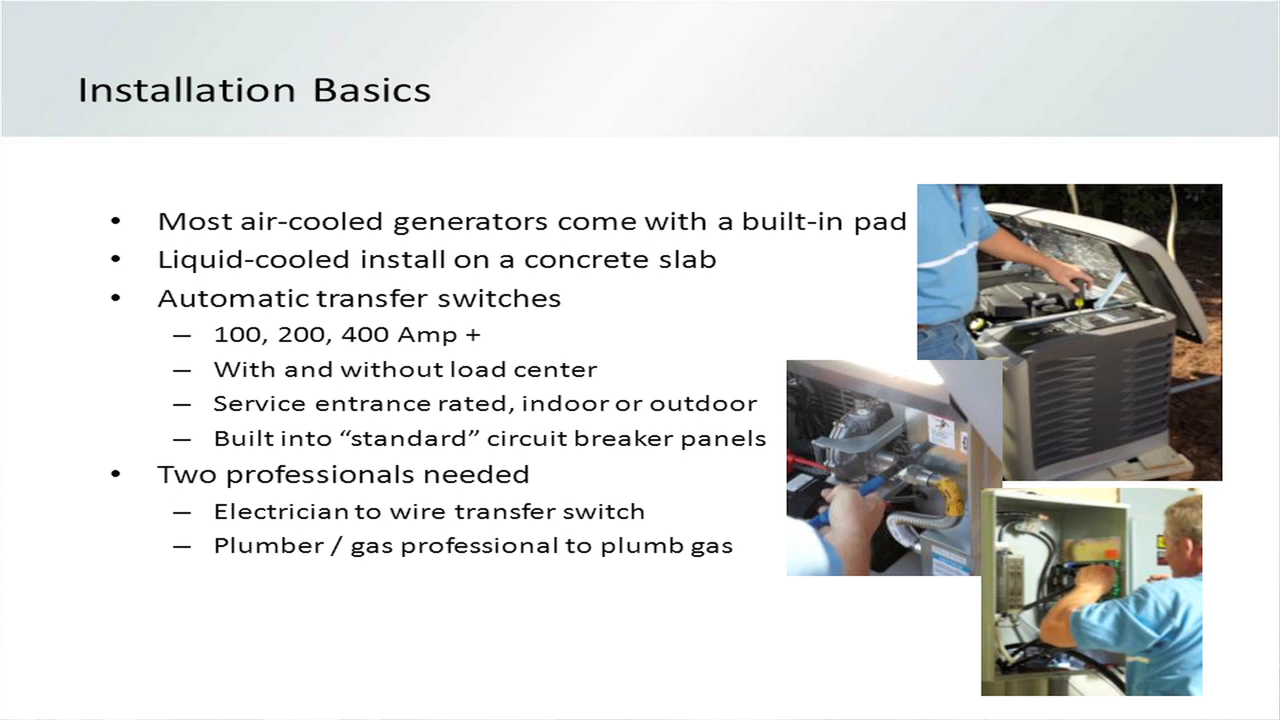 Installation Basics
• Most air-cooled generators come with a built-in pad
• Liquid-cooled install on a concrete slab
• Automatic transfer switches
– 100, 200, 400 Amp +
– With and without load center
– Service entrance rated, indoor or outdoor
– Built into “standard” circuit breaker panels
• Two professionals needed
– Electrician to wire transfer switch
– Plumber / gas professional to plumb gas